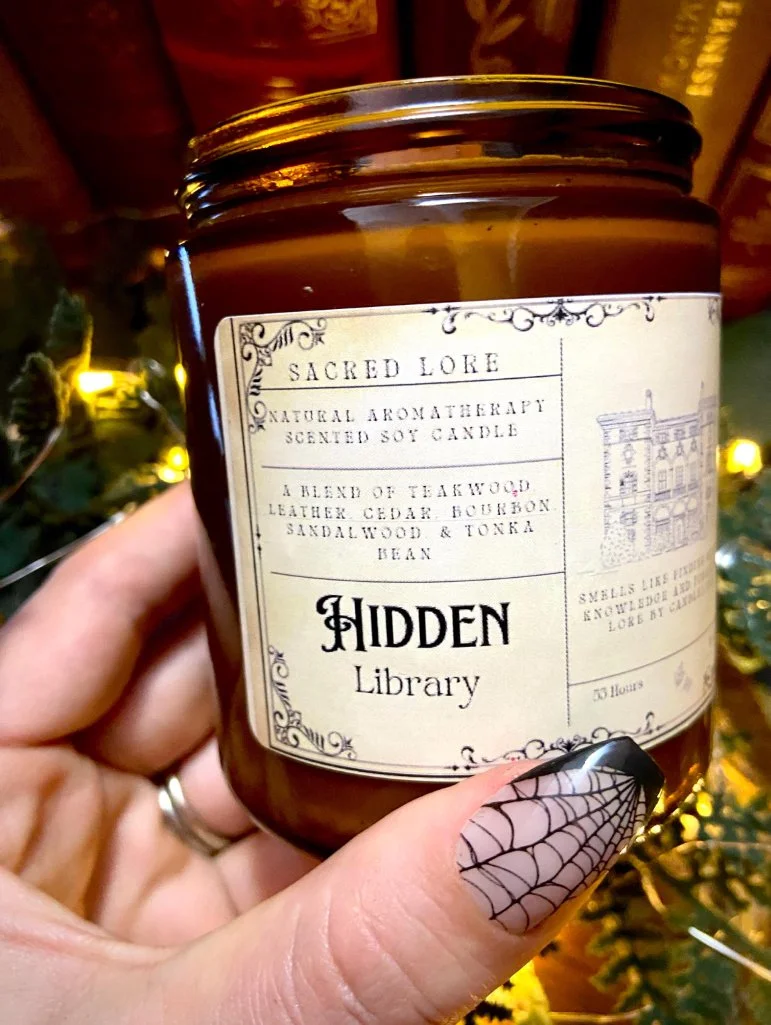 SACRED LORE
NATURAL AROMATHERAPY
SCENTED SOY CANDLE
A BLEND OF TEAKWOOD,
LEATHER, CEDAR, BOURBON,
SANDALWOOD, & TONKA
BEAN
HIDDEN
Library
SMELLS LIKE
KNOWLEDGE AND
LORE BY
53 Hours